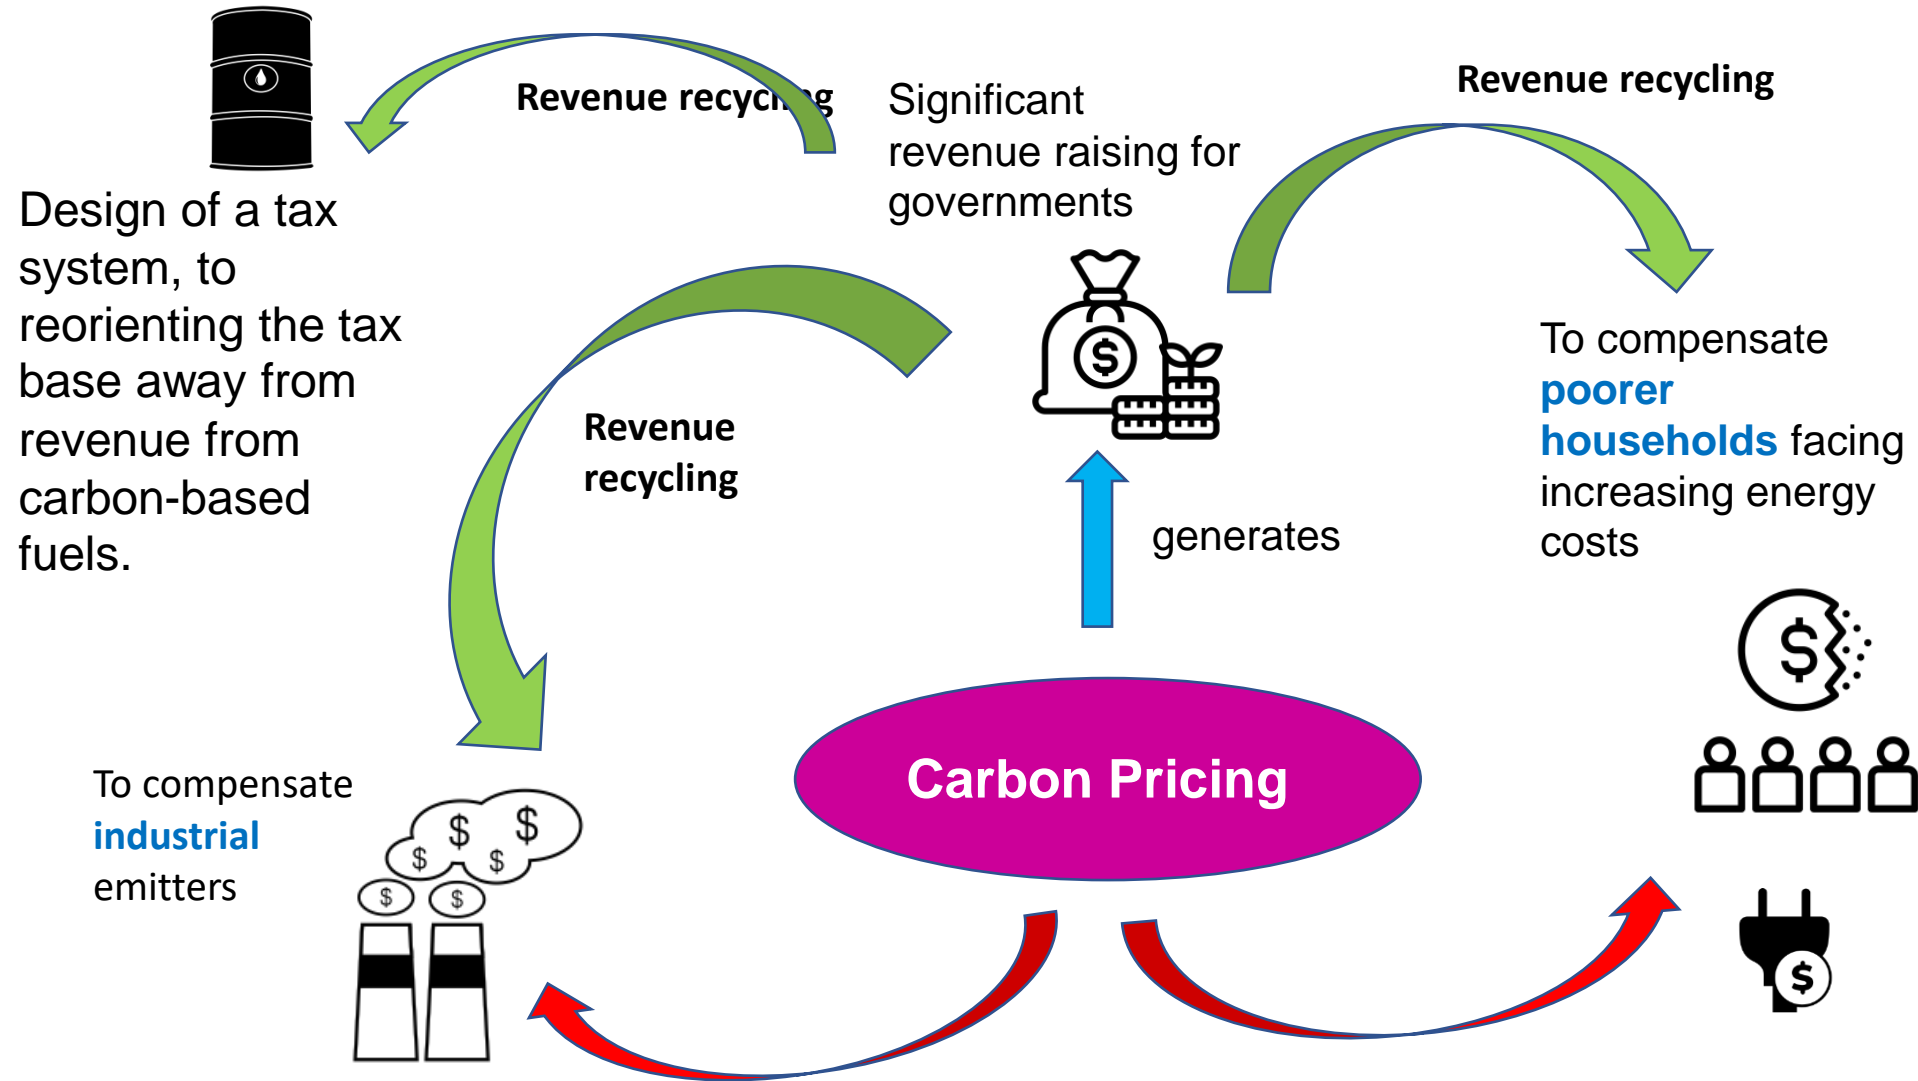 Revenue recycling
Significant
revenue raising for
governments
Revenue recycling
Design of a tax
system, to
reorienting the tax
base away from
revenue from
carbon-based
fuels.
Revenue
recycling
To compensate
poorer
households facing
increasing energy
costs
generates
$
$
Carbon Pricing
To compensate
industrial
emitters
$
$
$
$
$
$
$